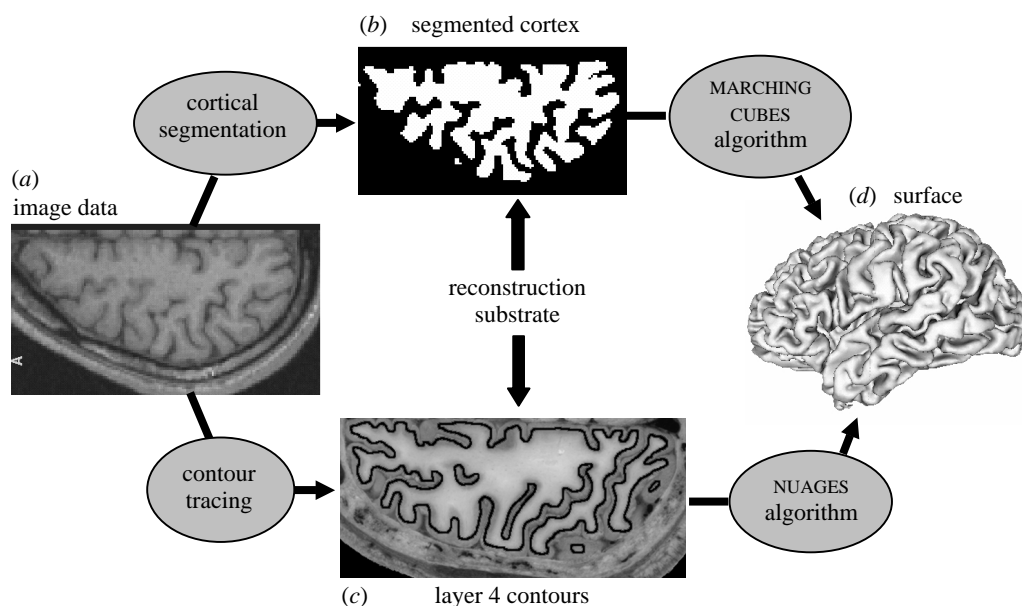 (b) segmented cortex
cortical
segmentation
MARCHING
CUBES
algorithm
(a)
image data
(d) surface
reconstruction
substrate
A
contour
tracing
NUAGES
algorithm
(c) layer 4 contours